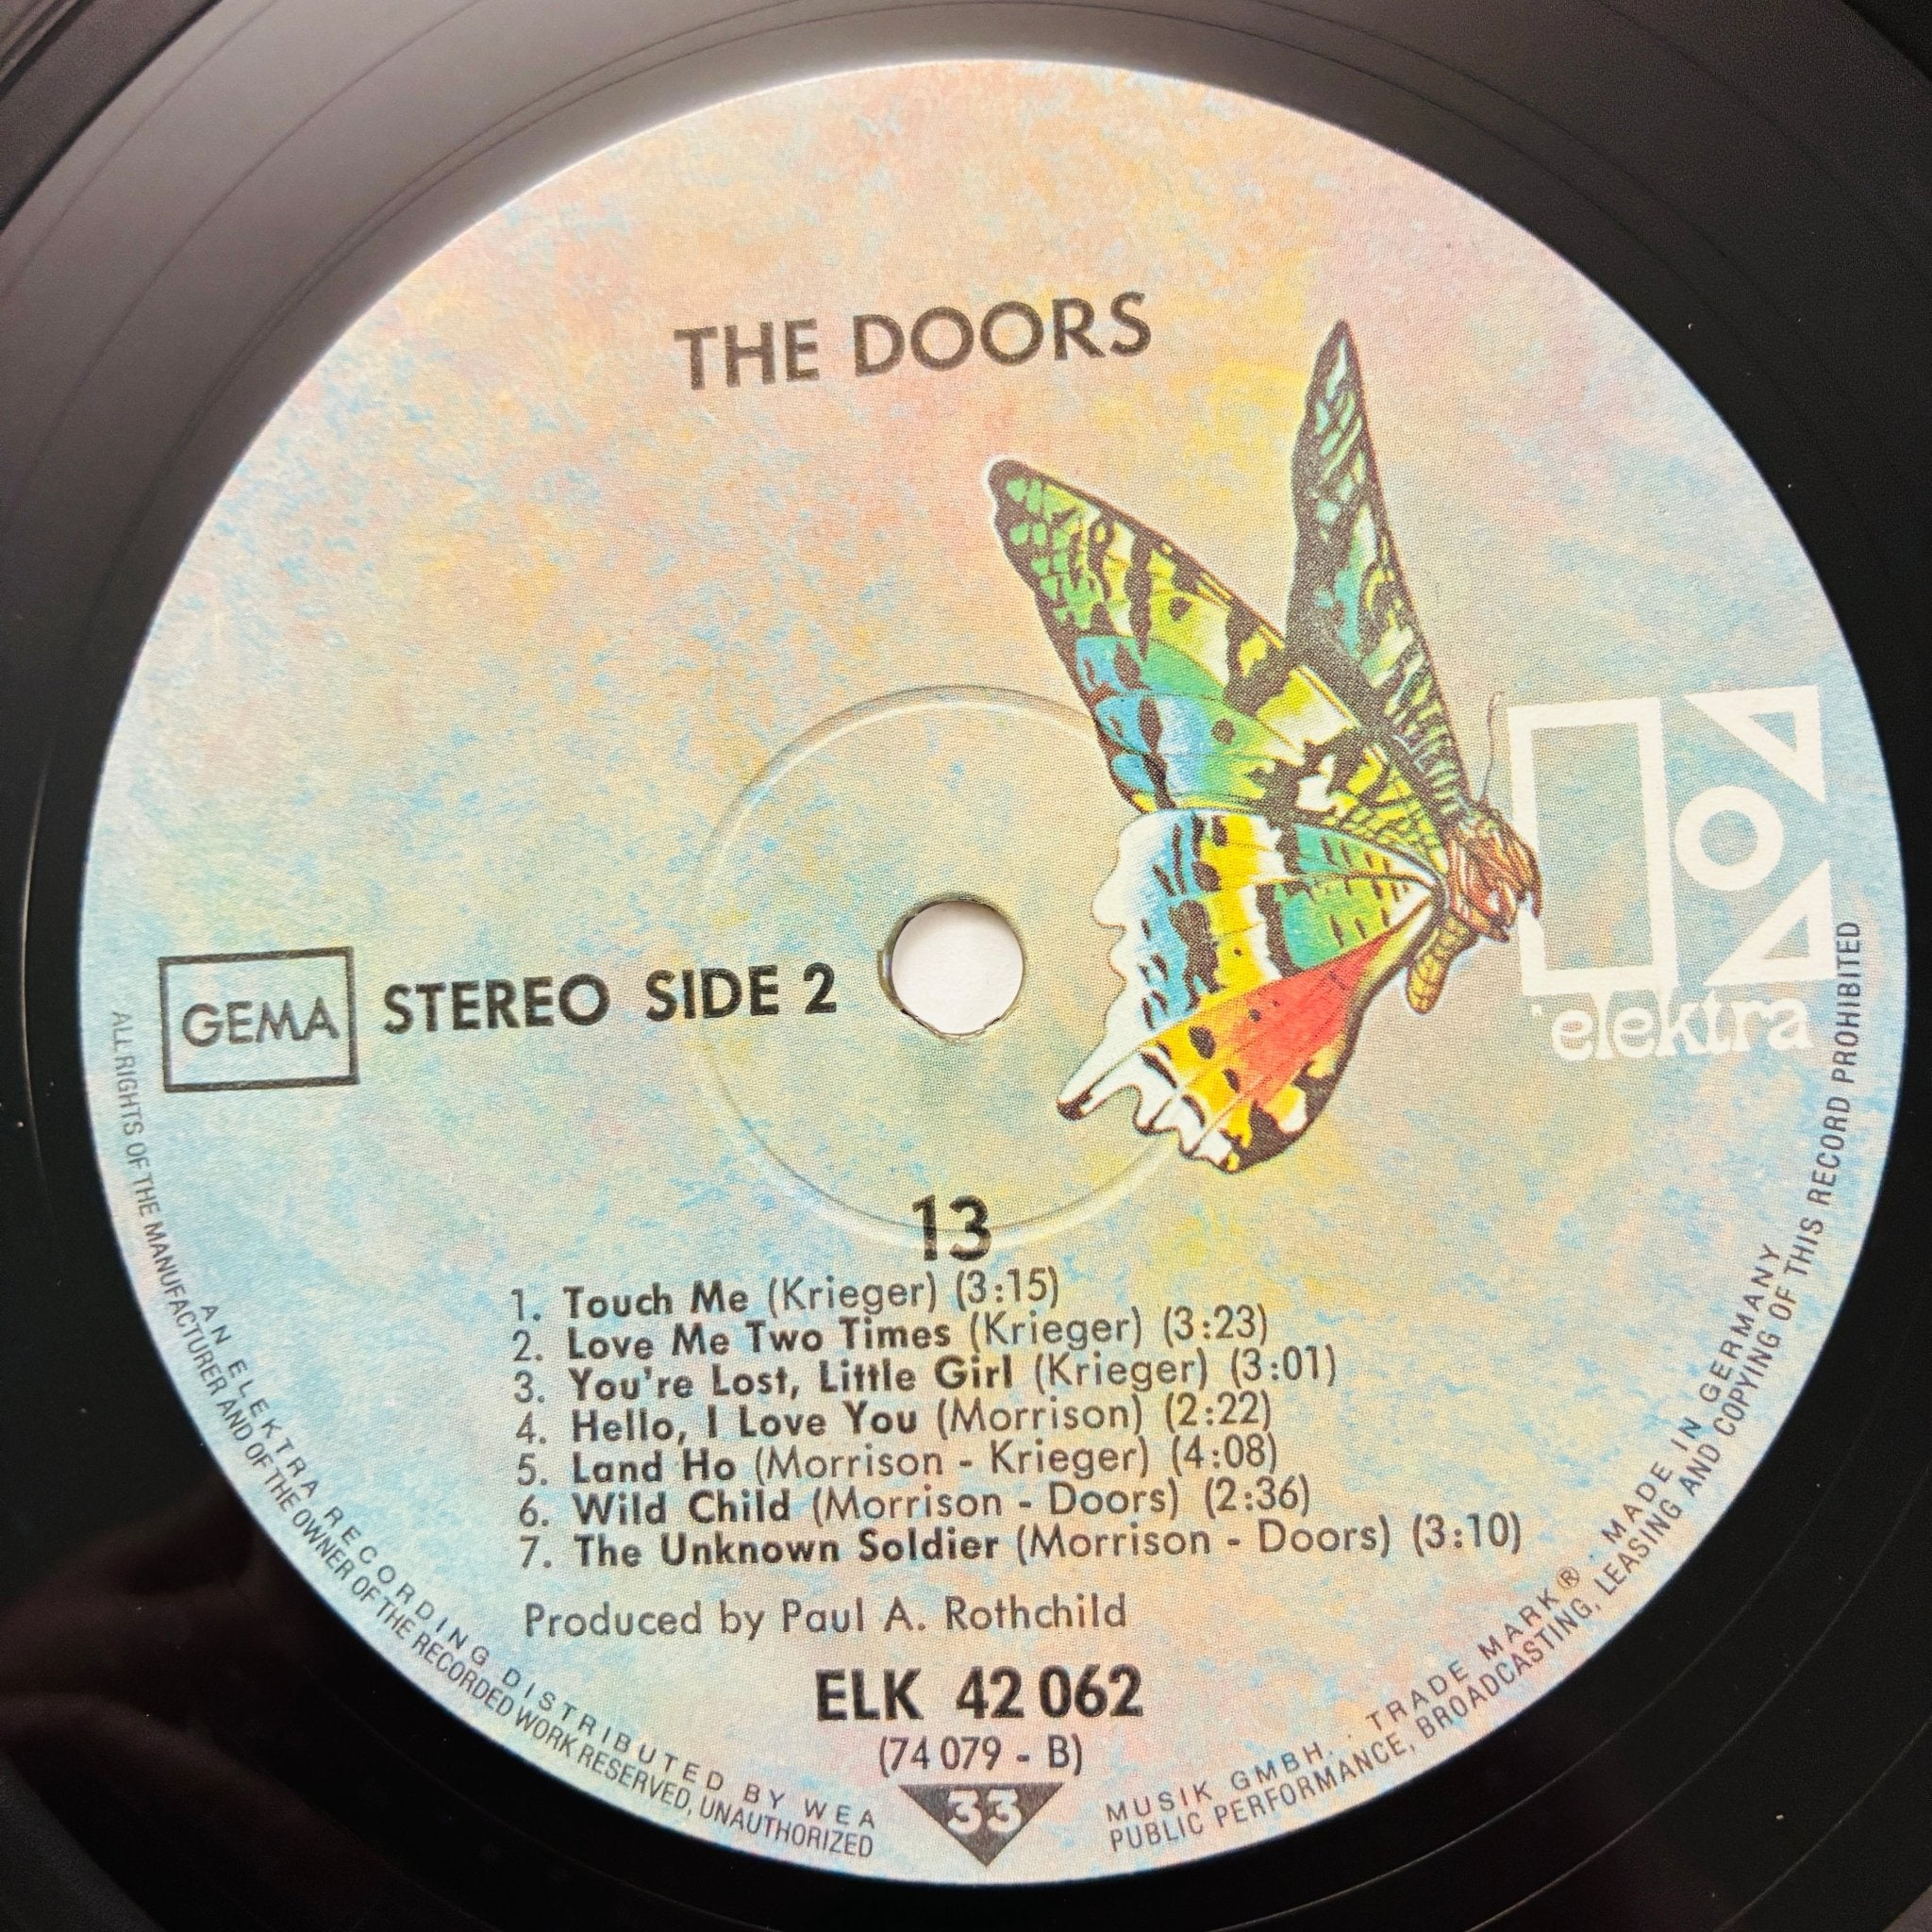 THE DOORS
elektra
GEMA
STEREO SIDE 2
13
1. Touch Me (Krieger) (3:15)
2. Love Me Two Times (Krieger) (3:23)
3. You're Lost, Little Girl (Krieger) (3:01)
4. Hello, I Love You (Morrison) (2:22)
5. Land Ho (Morrison - Krieger) (4:08)
6. Wild Child (Morrison - Doors) (2:36)
7. The Unknown Soldier (Morrison - Doors) (3:10)
Produced by Paul A. Rothchild
ELK 42 062
(74 079 - B)
33
AN ELEKTRA RECORDING DISTRIBUTED BY WEA MUSIK GMBH. . TRADE MARK ® . MADE IN GERMANY
ALL RIGHTS OF THE MANUFACTURER AND OF THE OWNER OF THE RECORDED WORK RESERVED, UNAUTHORIZED PUBLIC PERFORMANCE, BROADCASTING, LEASING AND COPYING OF THIS RECORD PROHIBITED